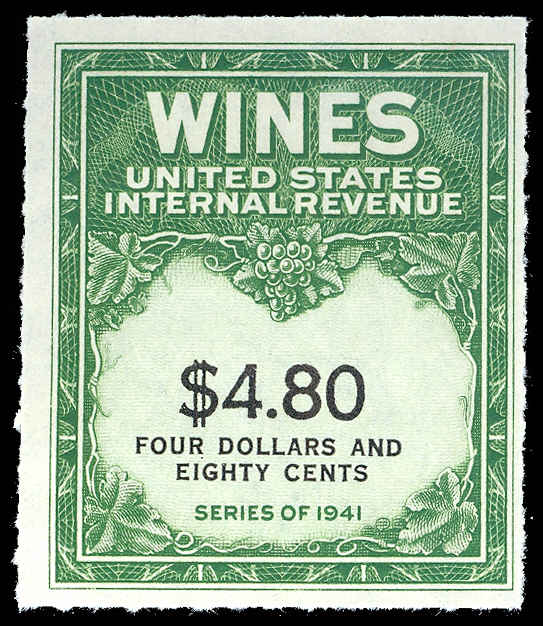 WINES
UNITED STATES
INTERNAL REVENUE
$4.80
FOUR DOLLARS AND
EIGHTY CENTS
SERIES OF 1941